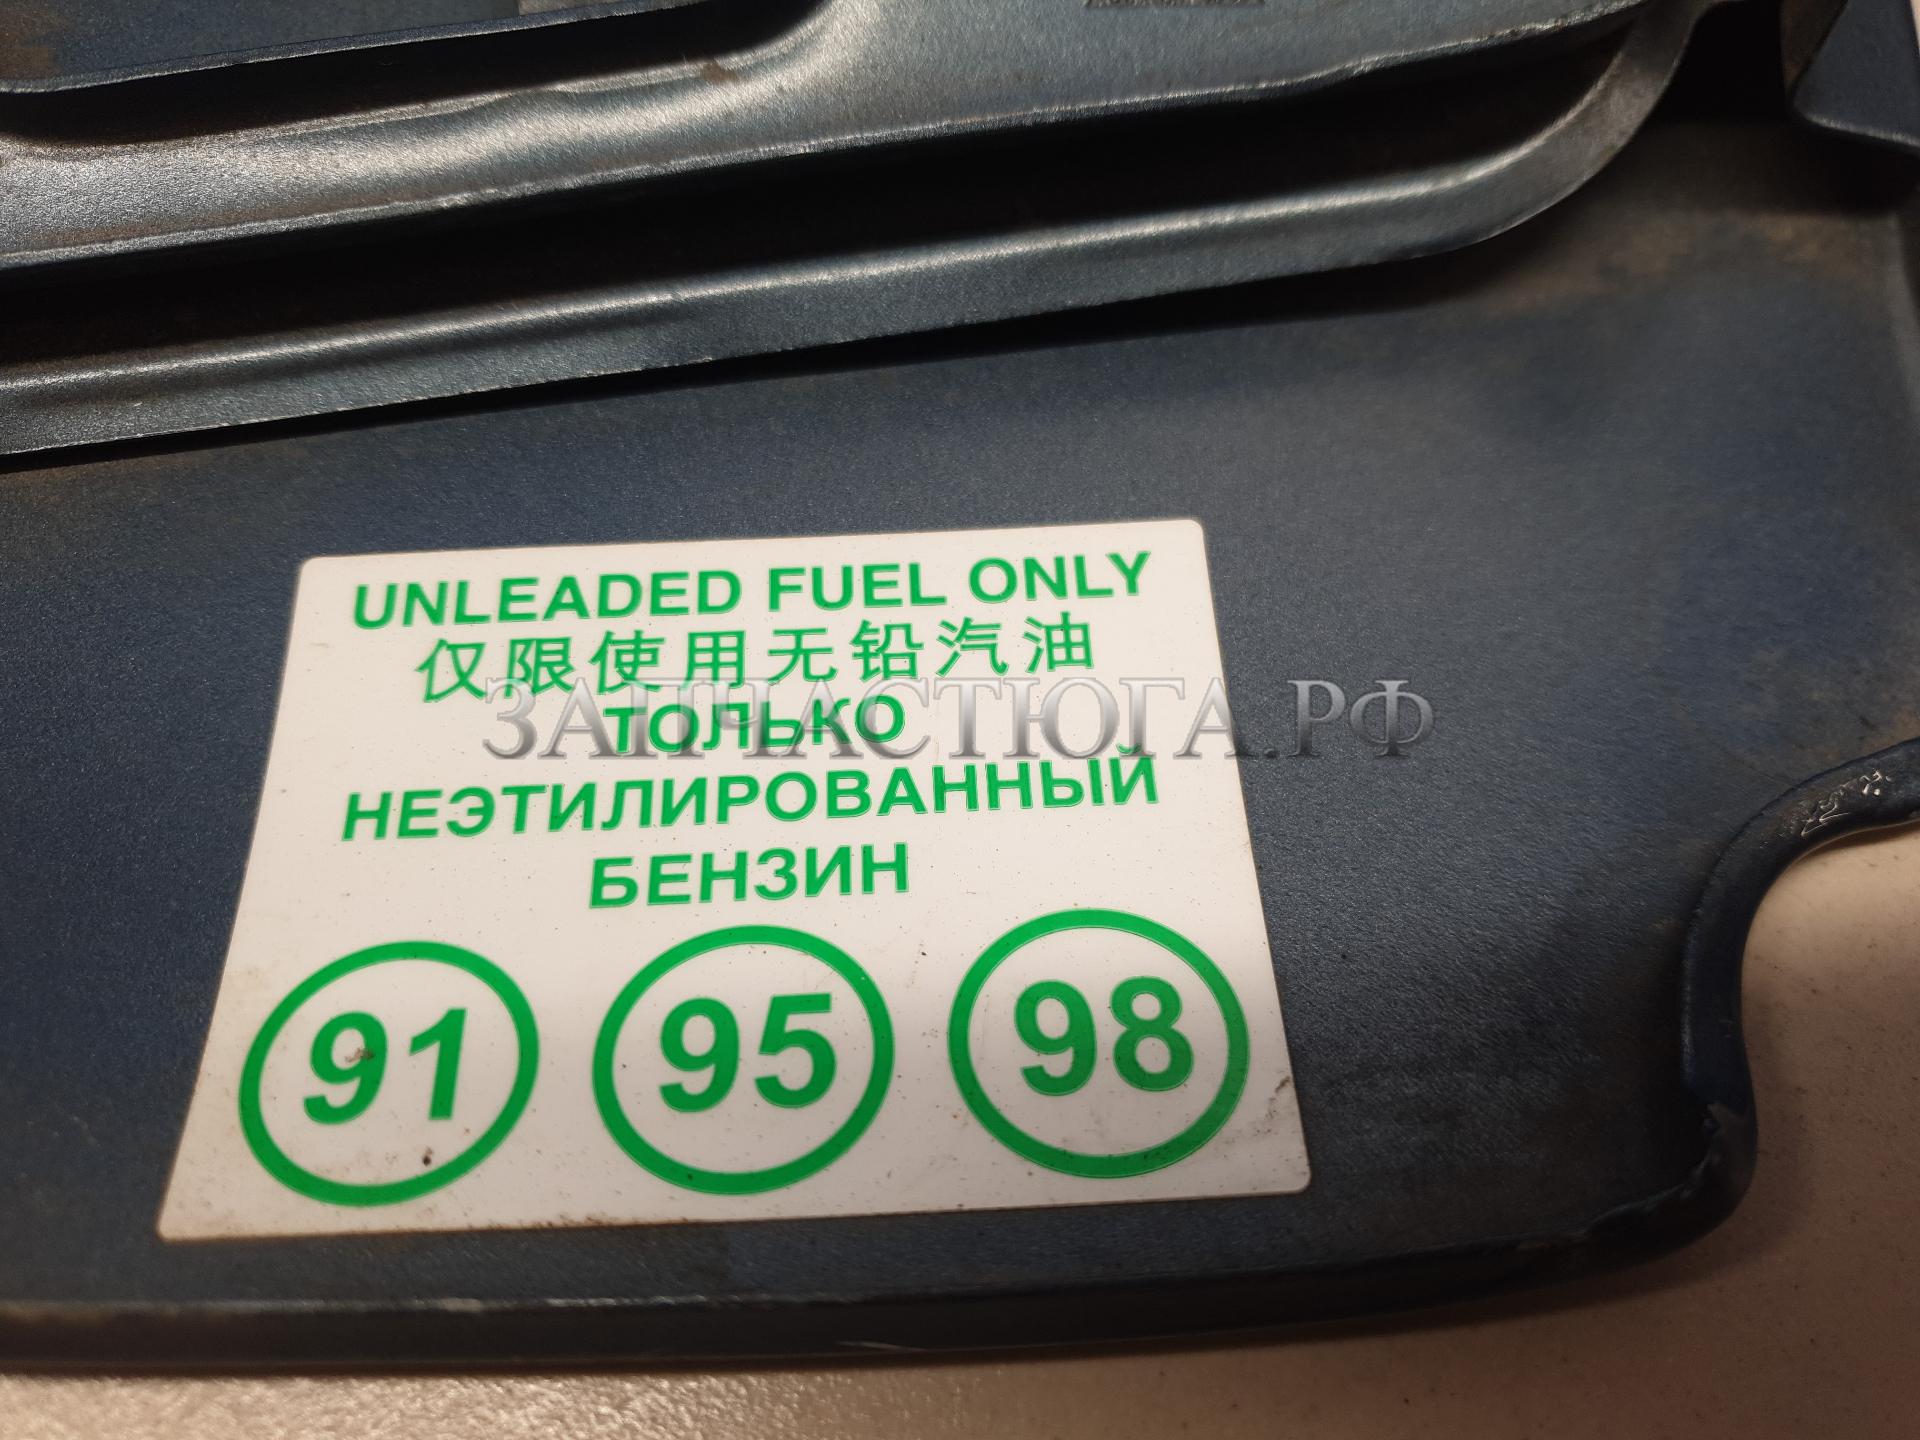 UNLEADED FUEL ONLY
仅限使用无铅汽油
ЗАПЧАСТЮГА.РФ
ТОЛЬКО
НЕЭТИЛИРОВАННЫЙ
БЕНЗИН
91 95 98